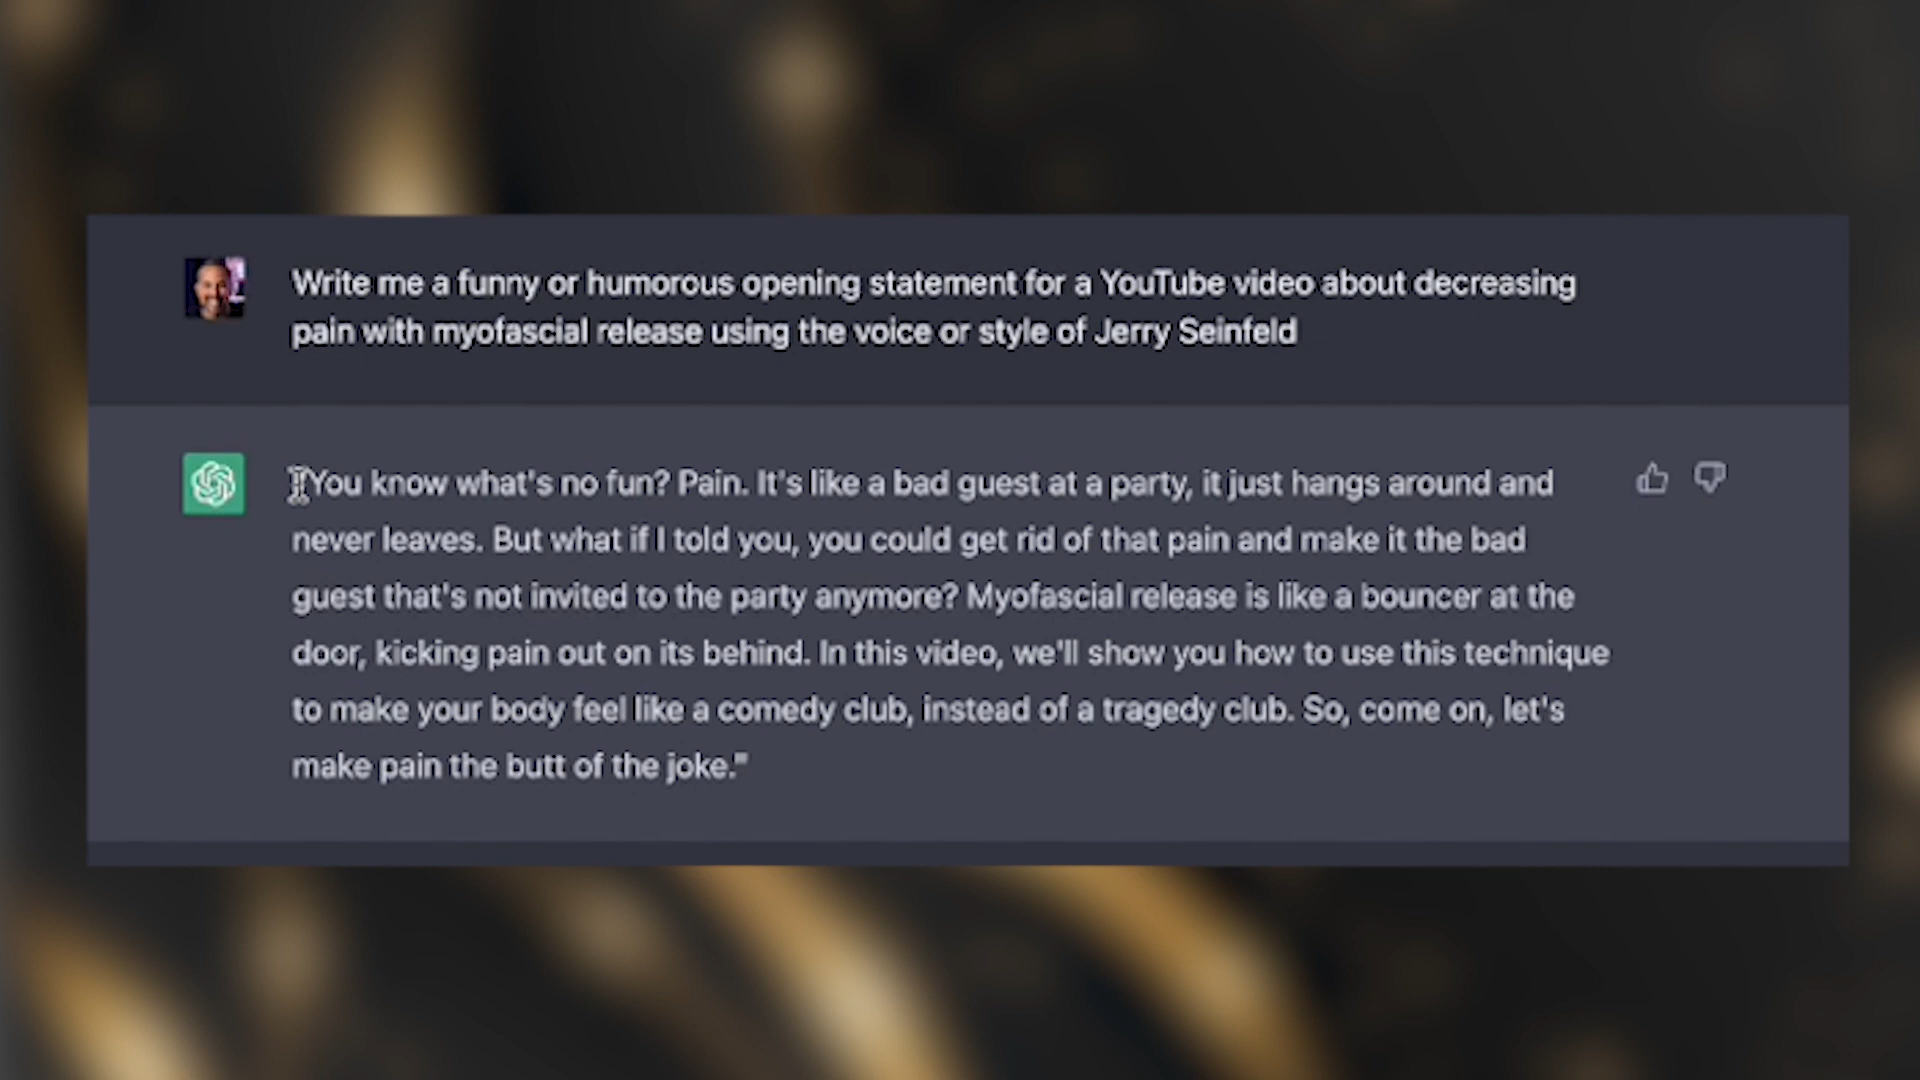 Write me a funny or humorous opening statement for a YouTube video about decreasing
pain with myofascial release using the voice or style of Jerry Seinfeld
"You know what's no fun? Pain. It's like a bad guest at a party, it just hangs around and
never leaves. But what if I told you, you could get rid of that pain and make it the bad
guest that's not invited to the party anymore? Myofascial release is like a bouncer at the
door, kicking pain out on its behind. In this video, we'll show you how to use this technique
to make your body feel like a comedy club, instead of a tragedy club. So, come on, let's
make pain the butt of the joke."